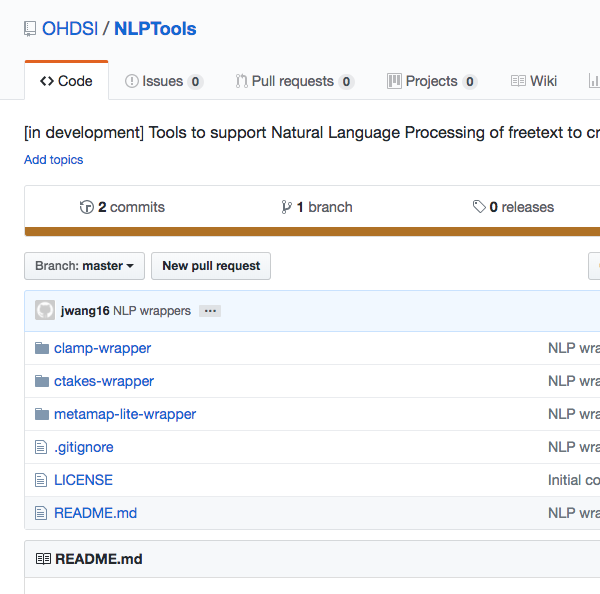 OHDSI / NLPTools
Code Issues 0 Pull requests 0 Projects 0 Wiki
[in development] Tools to support Natural Language Processing of freetext to
Add topics
2 commits 1 branch 0 releases
Branch: master New pull request
jwang16 NLP wrappers ...
clamp-wrapper NLP
ctakes-wrapper NLP
metamap-lite-wrapper NLP
.gitignore NLP
LICENSE Initial
README.md NLP
README.md